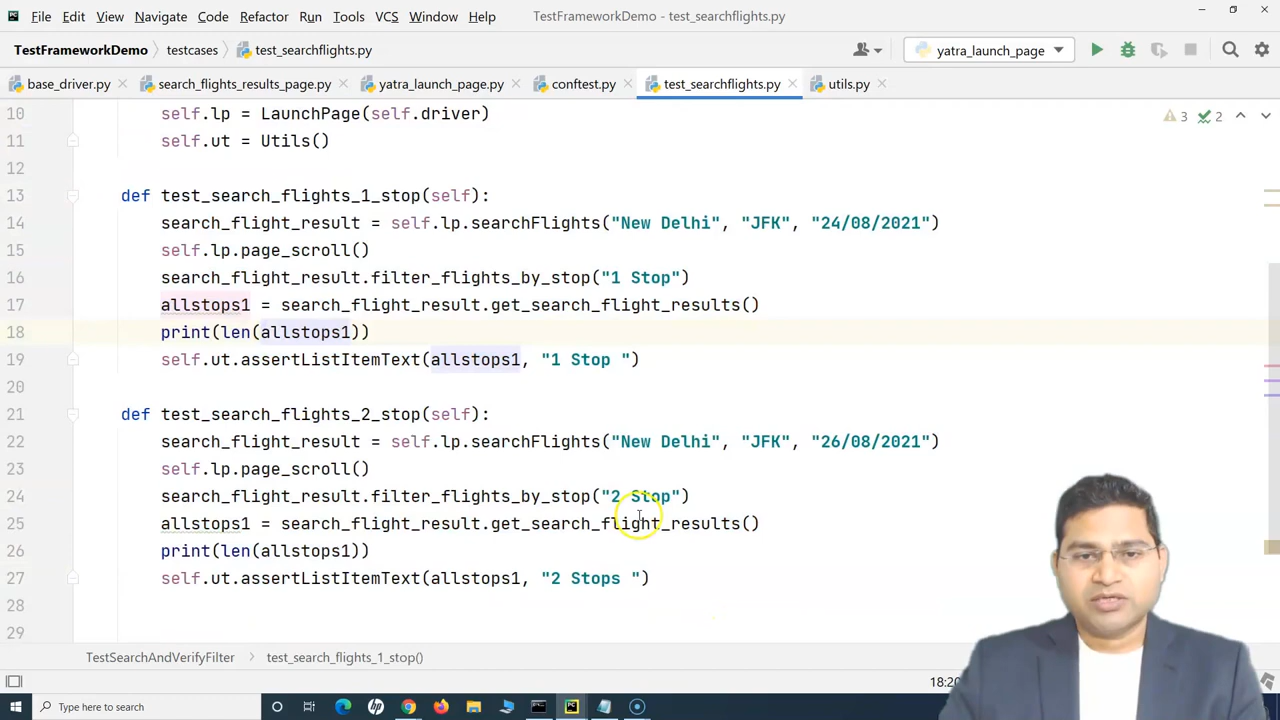 File Edit View Navigate Code Refactor Run Tools VCS Window Help TestFrameworkDemo - test_searchflights.py
TestFrameworkDemo testcases test_searchflights.py yatra_launch_page
base_driver.py search_flights_results_page.py yatra_launch_page.py conftest.py test_searchflights.py utils.py
10 self.lp = LaunchPage(self.driver) 3 2
11 self.ut = Utils()
12
13 def test_search_flights_1_stop(self):
14 search_flight_result = self.lp.searchFlights("New Delhi", "JFK", "24/08/2021")
15 self.lp.page_scroll()
16 search_flight_result.filter_flights_by_stop("1 Stop")
17 allstops1 = search_flight_result.get_search_flight_results()
18 print(len(allstops1))
19 self.ut.assertListItemText(allstops1, "1 Stop ")
20
21 def test_search_flights_2_stop(self):
22 search_flight_result = self.lp.searchFlights("New Delhi", "JFK", "26/08/2021")
23 self.lp.page_scroll()
24 search_flight_result.filter_flights_by_stop("2 Stop")
25 allstops1 = search_flight_result.get_search_flight_results()
26 print(len(allstops1))
27 self.ut.assertListItemText(allstops1, "2 Stops ")
28
29
TestSearchAndVerifyFilter test_search_flights_1_stop()
18:20
Type here to search